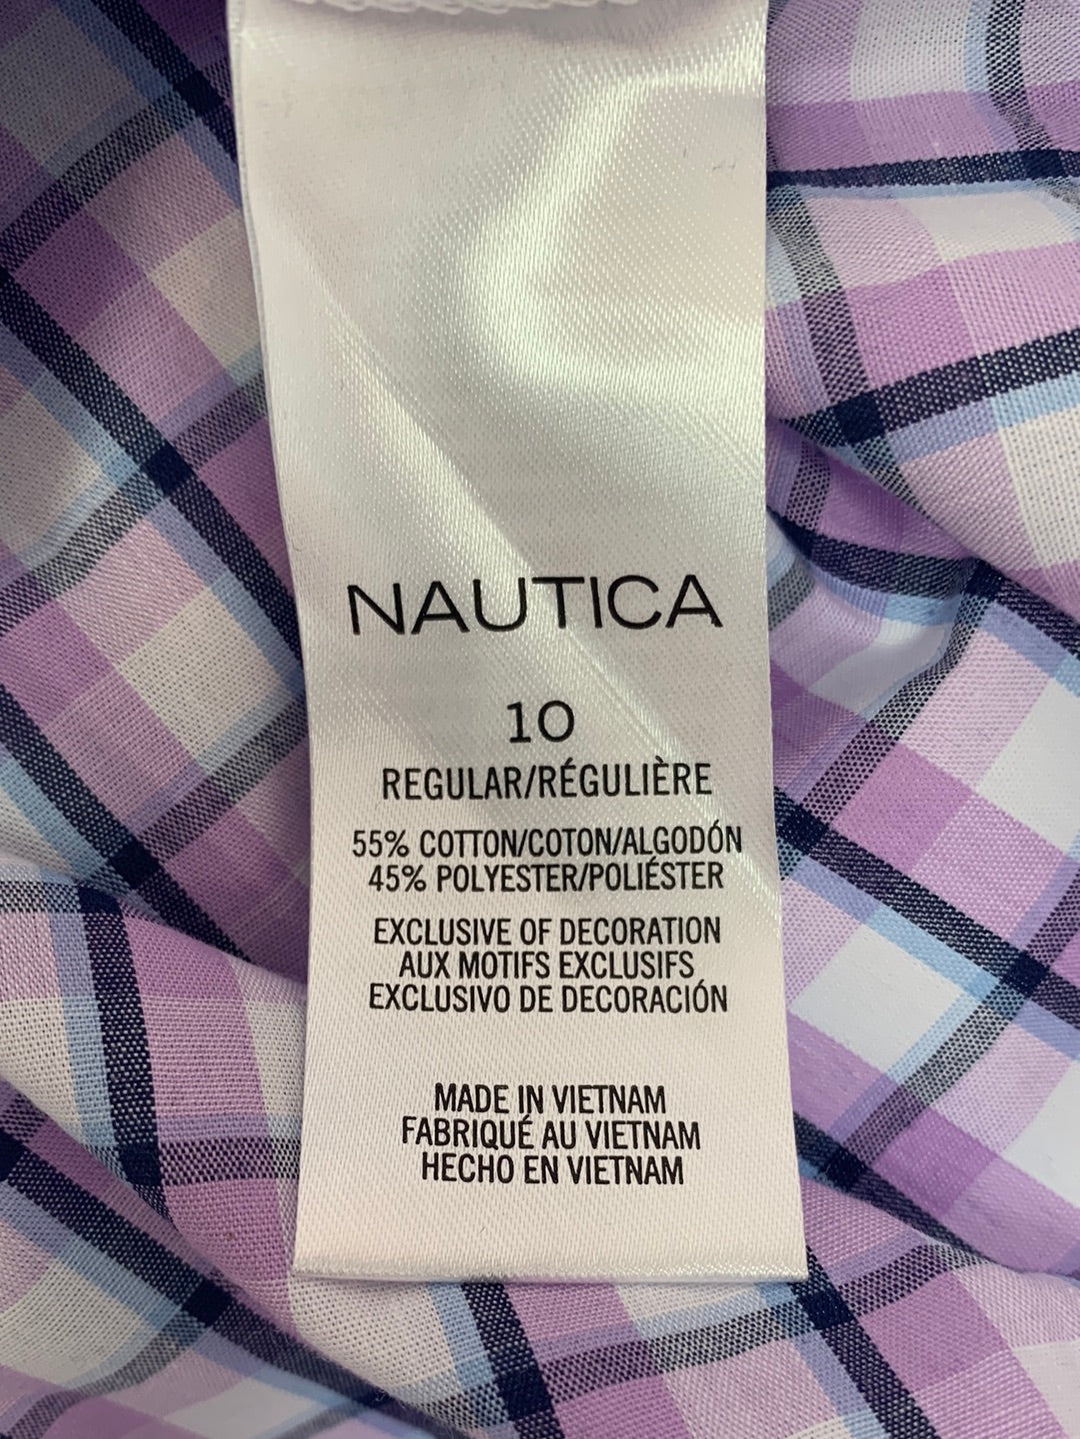 NAUTICA
10
REGULAR/RÉGULIÈRE
55% COTTON/COTON/ALGODÓN
45% POLYESTER/POLIÉSTER
EXCLUSIVE OF DECORATION
AUX MOTIFS EXCLUSIFS
EXCLUSIVO DE DECORACIÓN
MADE IN VIETNAM
FABRIQUÉ AU VIETNAM
HECHO EN VIETNAM